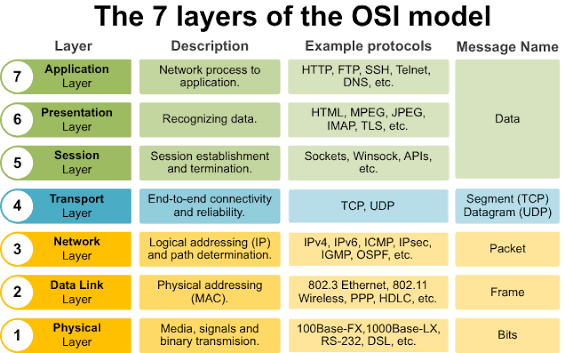 The 7 layers of the OSI model
Layer Description Example protocols Message Name
7 Application Layer
Network process to
application.
HTTP, FTP, SSH, Telnet,
DNS, etc.
Data
6 Presentation Layer
Recognizing data.
HTML, MPEG, JPEG,
IMAP, TLS, etc.
5 Session Layer
Session establishment
and termination.
Sockets, Winsock, APIs,
etc.
4 Transport Layer
End-to-end connectivity
and reliability.
TCP, UDP
Segment (TCP)
Datagram (UDP)
3 Network Layer
Logical addressing (IP)
and path determination.
IPv4, IPv6, ICMP, IPsec,
IGMP, OSPF, etc.
Packet
2 Data Link Layer
Physical addressing
(MAC).
802.3 Ethernet, 802.11
Wireless, PPP, HDLC, etc.
Frame
1 Physical Layer
Media, signals and
binary transmision.
100Base-FX,1000Base-LX,
RS-232, DSL, etc.
Bits